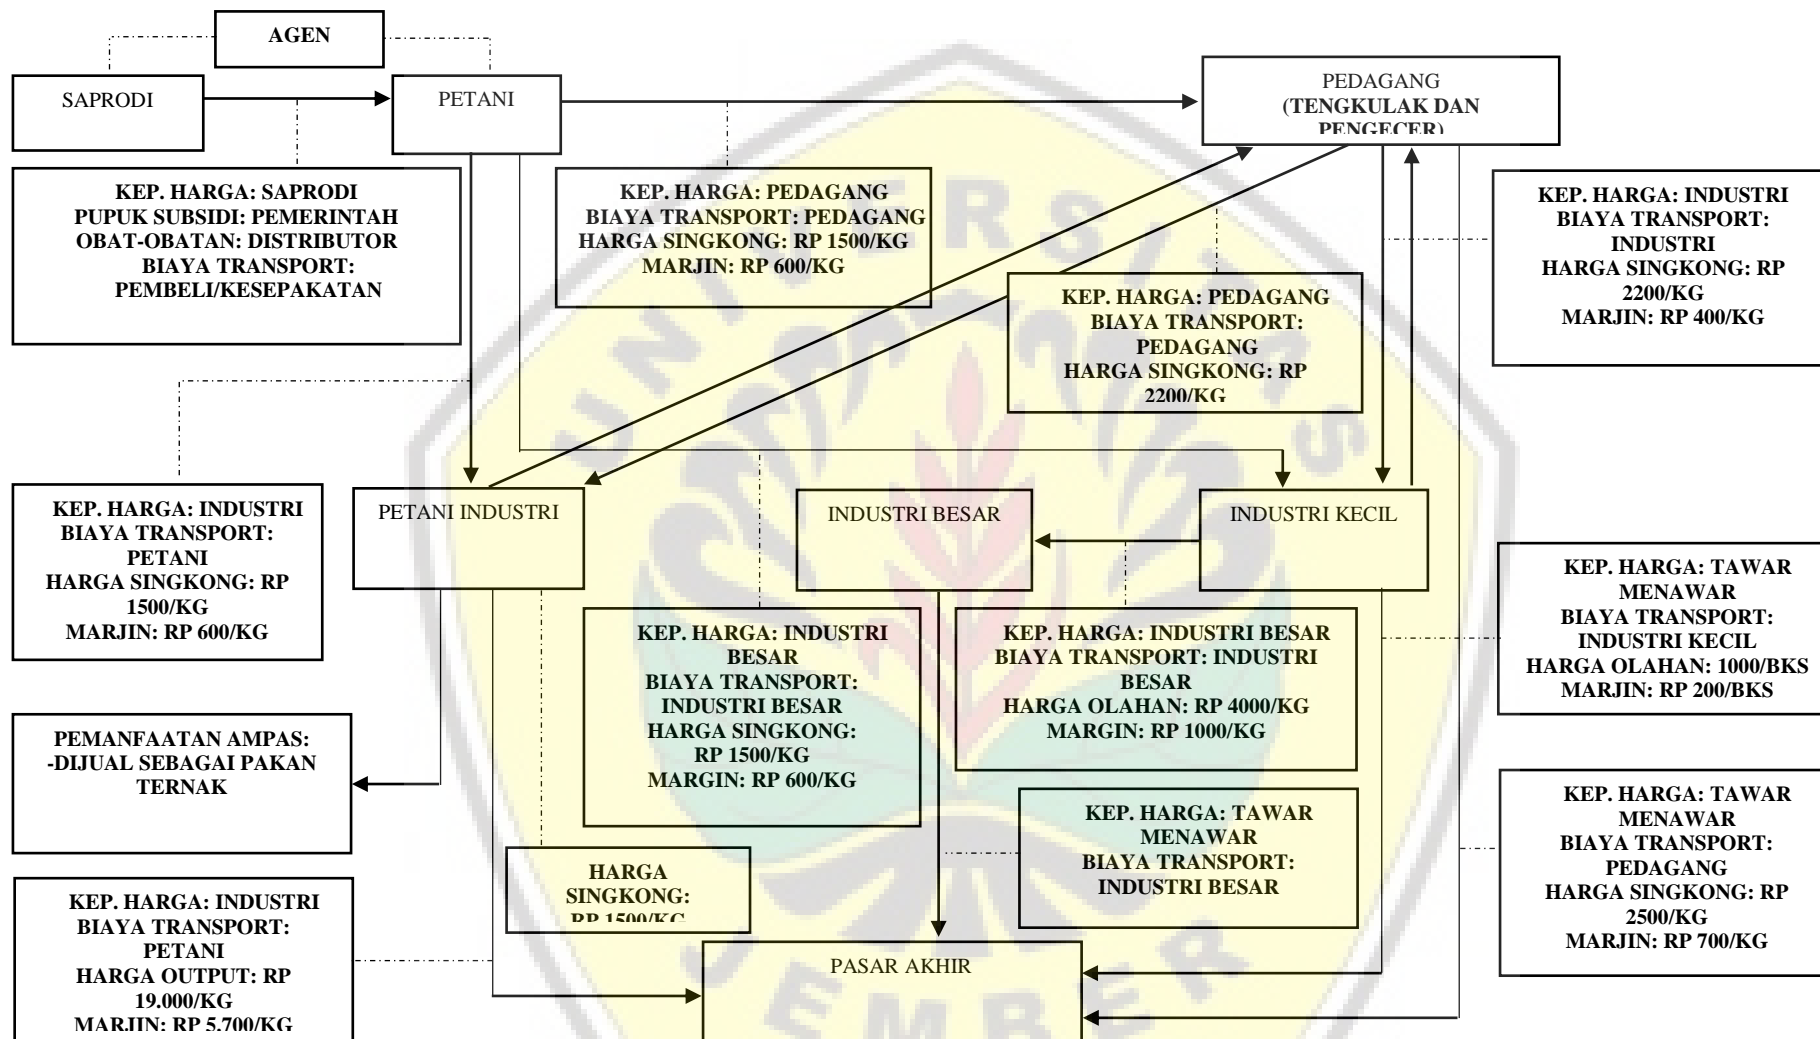 AGEN
SAPRODI
PETANI
PEDAGANG
(TENGKULAK DAN
PENGECER)
KEP. HARGA: SAPRODI
PUPUK SUBSIDI: PEMERINTAH
OBAT-OBATAN: DISTRIBUTOR
BIAYA TRANSPORT:
PEMBELI/KESEPAKATAN
KEP. HARGA: PEDAGANG
BIAYA TRANSPORT: PEDAGANG
HARGA SINGKONG: RP 1500/KG
MARJIN: RP 600/KG
KEP. HARGA: PEDAGANG
BIAYA TRANSPORT:
PEDAGANG
HARGA SINGKONG: RP
2200/KG
KEP. HARGA: INDUSTRI
BIAYA TRANSPORT:
INDUSTRI
HARGA SINGKONG: RP
2200/KG
MARJIN: RP 400/KG
KEP. HARGA: INDUSTRI
BIAYA TRANSPORT:
PETANI
HARGA SINGKONG: RP
1500/KG
MARJIN: RP 600/KG
PETANI INDUSTRI
INDUSTRI BESAR
INDUSTRI KECIL
KEP. HARGA: TAWAR
MENAWAR
BIAYA TRANSPORT:
INDUSTRI KECIL
HARGA OLAHAN: 1000/BKS
MARJIN: RP 200/BKS
KEP. HARGA: INDUSTRI
BESAR
BIAYA TRANSPORT:
INDUSTRI BESAR
HARGA SINGKONG:
RP 1500/KG
MARGIN: RP 600/KG
KEP. HARGA: INDUSTRI BESAR
BIAYA TRANSPORT: INDUSTRI
BESAR
HARGA OLAHAN: RP 4000/KG
MARGIN: RP 1000/KG
PEMANFAATAN AMPAS:
-DIJUAL SEBAGAI PAKAN
TERNAK
KEP. HARGA: TAWAR
MENAWAR
BIAYA TRANSPORT:
INDUSTRI BESAR
KEP. HARGA: TAWAR
MENAWAR
BIAYA TRANSPORT:
PEDAGANG
HARGA SINGKONG: RP
2500/KG
MARJIN: RP 700/KG
HARGA
SINGKONG:
RP 1500/KG
KEP. HARGA: INDUSTRI
BIAYA TRANSPORT:
PETANI
HARGA OUTPUT: RP
19.000/KG
MARJIN: RP 5.700/KG
PASAR AKHIR
UNIVERSITAS
JEMBER